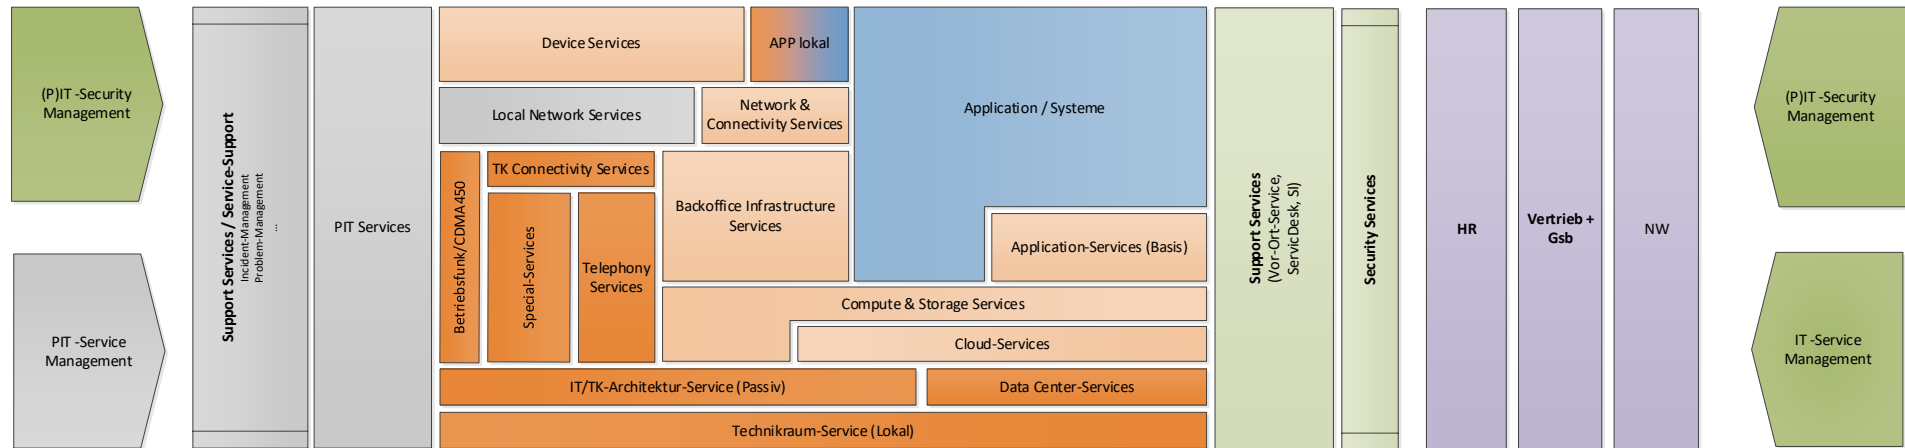 (P)IT -Security
Management
PIT -Service
Management
Support Services / Service-Support
Incident-Management
Problem-Management
...
PIT Services
Device Services
APP lokal
Local Network Services
Network &
Connectivity Services
Application / Systeme
Betriebsfunk/CDMA450
TK Connectivity Services
Special-Services
Telephony
Services
Backoffice Infrastructure
Services
Application-Services (Basis)
Compute & Storage Services
Cloud-Services
IT/TK-Architektur-Service (Passiv)
Data Center-Services
Technikraum-Service (Lokal)
Support Services
(Vor-Ort-Service,
ServicDesk, SI)
Security Services
HR
Vertrieb +
Gsb
NW
(P)IT -Security
Management
IT -Service
Management